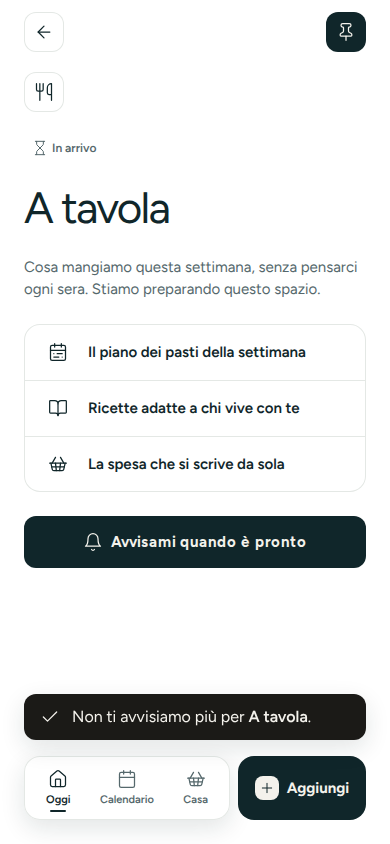 In arrivo
A tavola
Cosa mangiamo questa settimana, senza pensarci
ogni sera. Stiamo preparando questo spazio.
Il piano dei pasti della settimana
Ricette adatte a chi vive con te
La spesa che si scrive da sola
Avvisami quando è pronto
Non ti avvisiamo più per A tavola.
Oggi
Calendario
Casa
Aggiungi